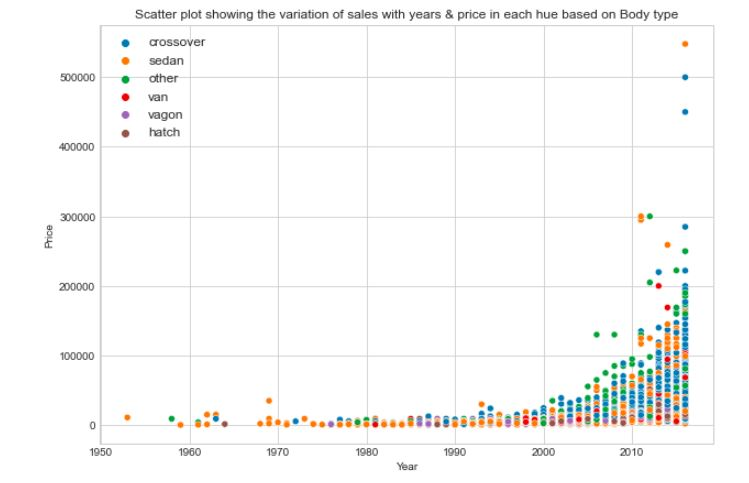 Scatter plot showing the variation of sales with years & price in each hue based on Body type
crossover
sedan
other
van
vagon
hatch
500000
400000
300000
200000
100000
0
Price
1950
1960
1970
1980
1990
2000
2010
Year